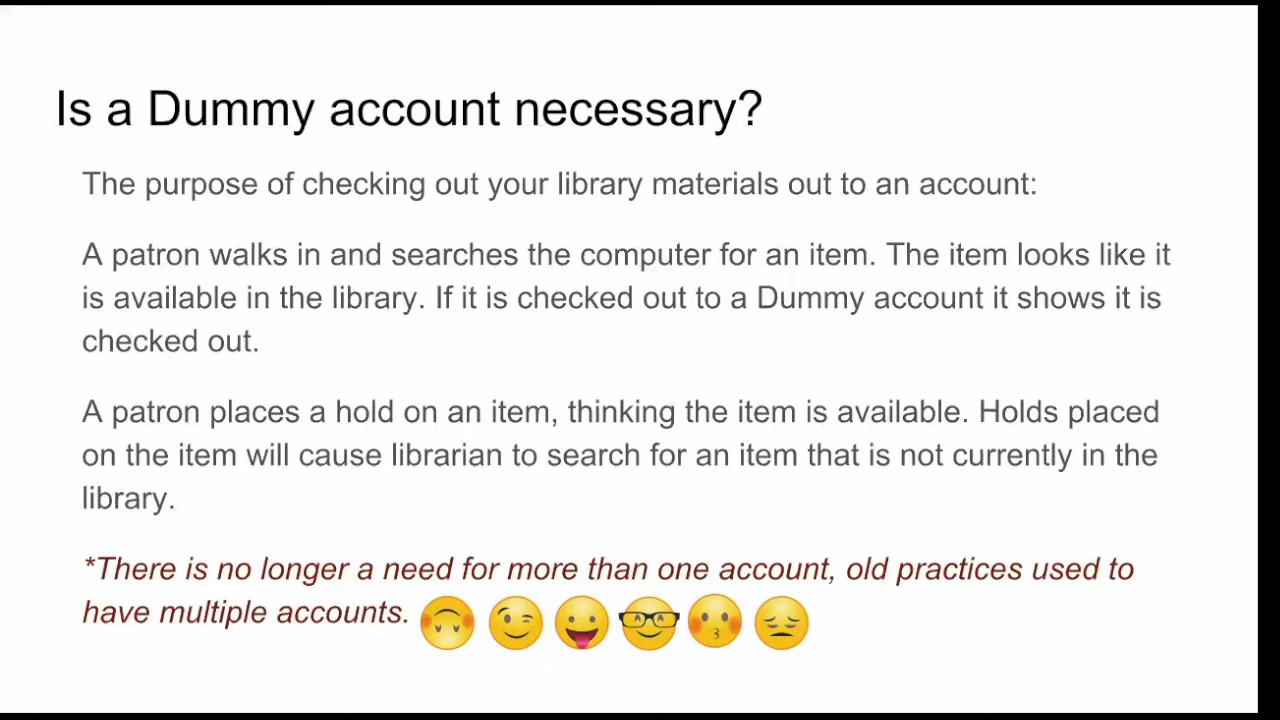 Is a Dummy account necessary?
The purpose of checking out your library materials out to an account:
A patron walks in and searches the computer for an item. The item looks like it
is available in the library. If it is checked out to a Dummy account it shows it is
checked out.
A patron places a hold on an item, thinking the item is available. Holds placed
on the item will cause librarian to search for an item that is not currently in the
library.
*There is no longer a need for more than one account, old practices used to
have multiple accounts.